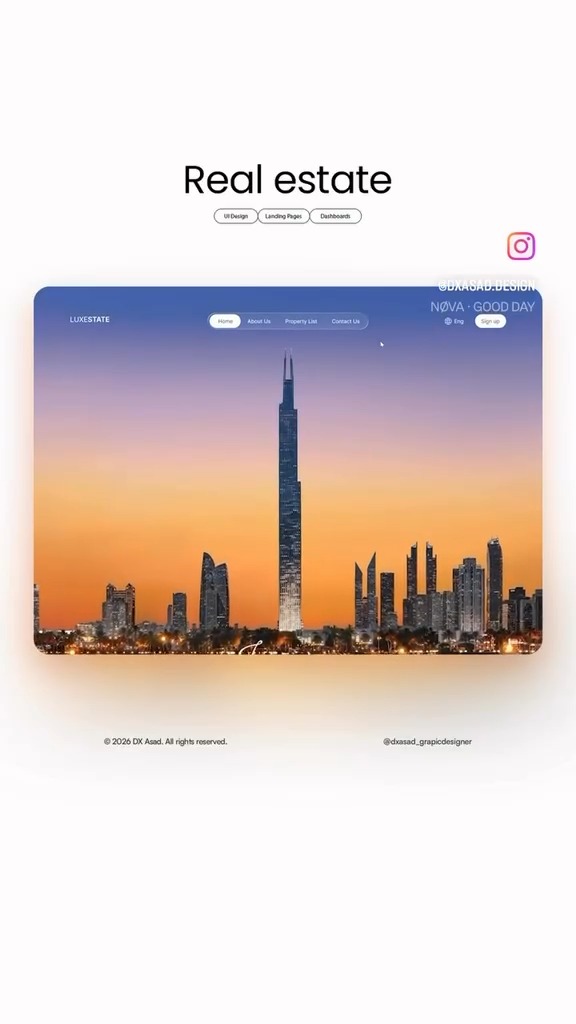 Real estate
UI Design Landing Pages Dashboards
@DXASAD.DESIGN
NØVA · GOOD DAY
LUXESTATE Home About Us Property List Contact Us Eng Sign up
© 2026 DX Asad. All rights reserved. @dxasad_grapicdesigner